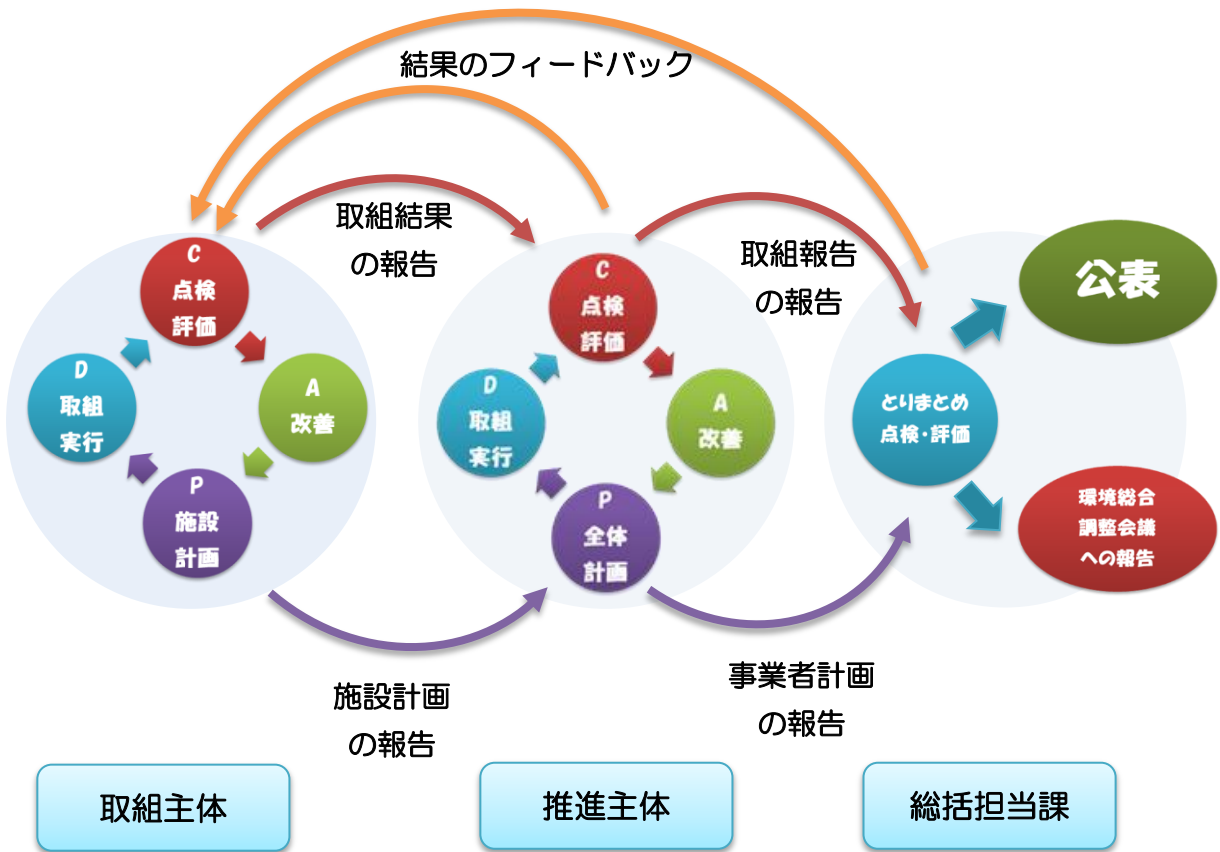 結果のフィードバック
取組結果
の報告
取組報告
の報告
C
点検
評価
D
取組
実行
A
改善
P
施設
計画
C
点検
評価
D
取組
実行
A
改善
P
全体
計画
公表
とりまとめ
点検・評価
環境総合
調整会議
への報告
施設計画
の報告
事業者計画
の報告
取組主体
推進主体
総括担当課